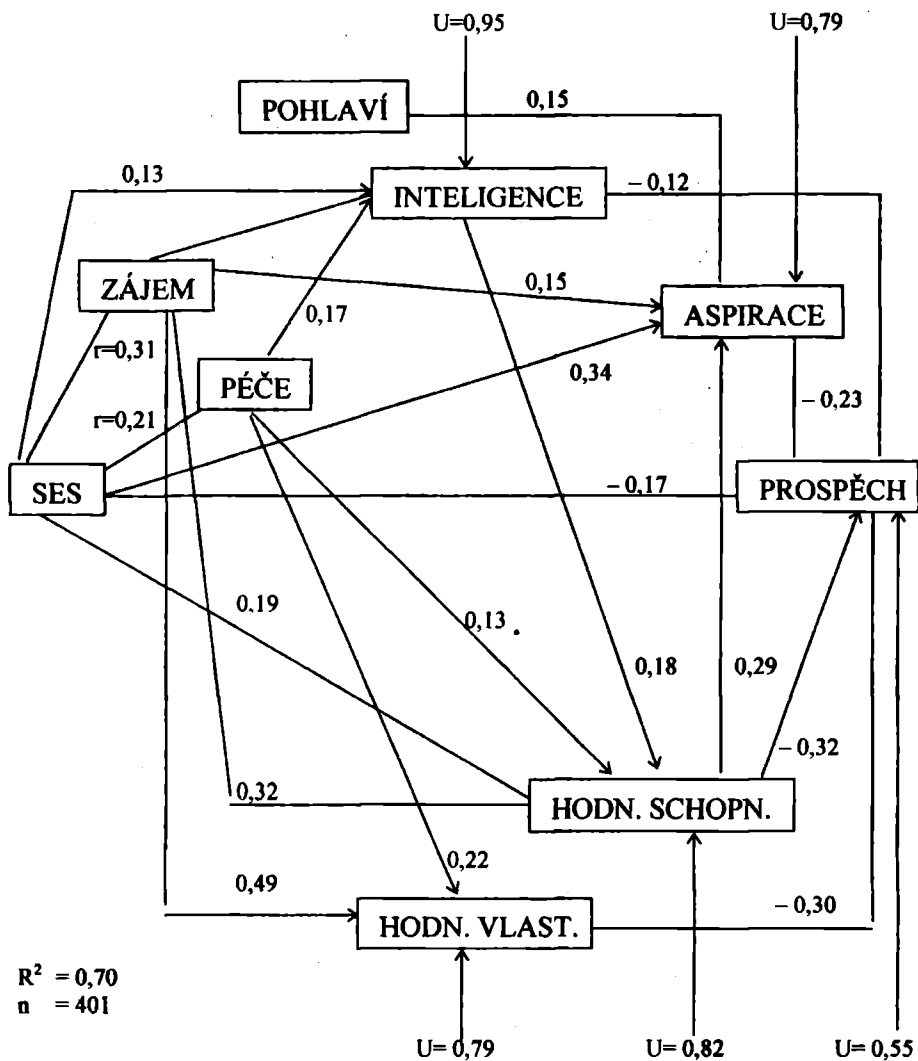 U=0,95
U=0,79
POHLAVÍ
0,15
0,13
INTELIGENCE
– 0,12
ZÁJEM
0,15
0,17
ASPIRACE
r=0,31
PÉČE
0,34
– 0,23
r=0,21
SES
– 0,17
PROSPĚCH
0,19
0,13
0,18
0,29
– 0,32
0,32
HODN. SCHOPN.
0,22
0,49
– 0,30
HODN. VLAST.
R² = 0,70
n = 401
U= 0,79
U= 0,82
U= 0,55